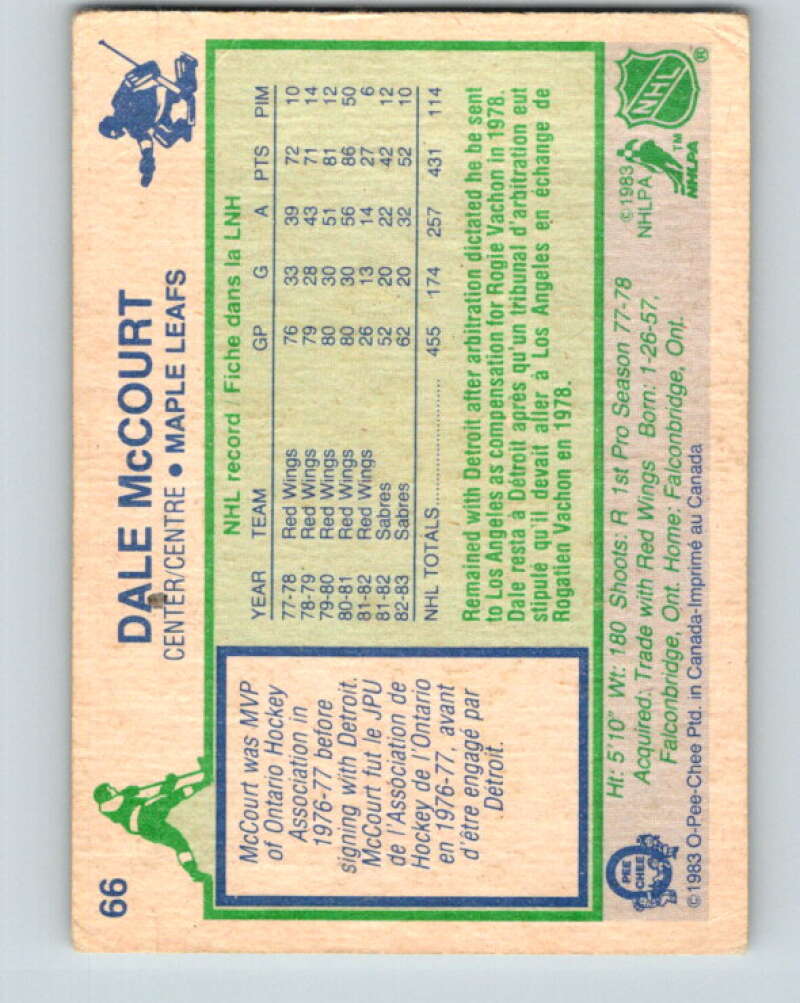 66
DALE McCOURT
CENTER/CENTRE • MAPLE LEAFS
McCourt was MVP
of Ontario Hockey
Association in
1976-77 before
signing with Detroit.
McCourt fut le JPU
de l'Association de
Hockey de l'Ontario
en 1976-77, avant
d'être engagé par
Détroit.
NHL record / Fiche dans la LNH
YEAR TEAM GP G A PTS PIM
77-78 Red Wings 76 33 39 72 10
78-79 Red Wings 79 28 43 71 14
79-80 Red Wings 80 30 51 81 12
80-81 Red Wings 80 30 56 86 50
81-82 Red Wings 26 13 14 27 6
81-82 Sabres 52 20 22 42 12
82-83 Sabres 62 20 32 52 10
NHL TOTALS 455 174 257 431 114
Remained with Detroit after arbitration dictated he be sent
to Los Angeles as compensation for Rogie Vachon in 1978.
Dale resta à Détroit après qu'un tribunal d'arbitration eut
stipulé qu'il devait aller à Los Angeles en échange de
Rogatien Vachon en 1978.
Ht: 5'10" Wt: 180 Shoots: R 1st Pro Season 77-78
Acquired: Trade with Red Wings Born: 1-26-57,
Falconbridge, Ont. Home: Falconbridge, Ont.
© 1983 O-Pee-Chee Ptd. in Canada-Imprimé au Canada
O PEE CHEE
© 1983
NHLPA
NHLPA ™
NHL ®